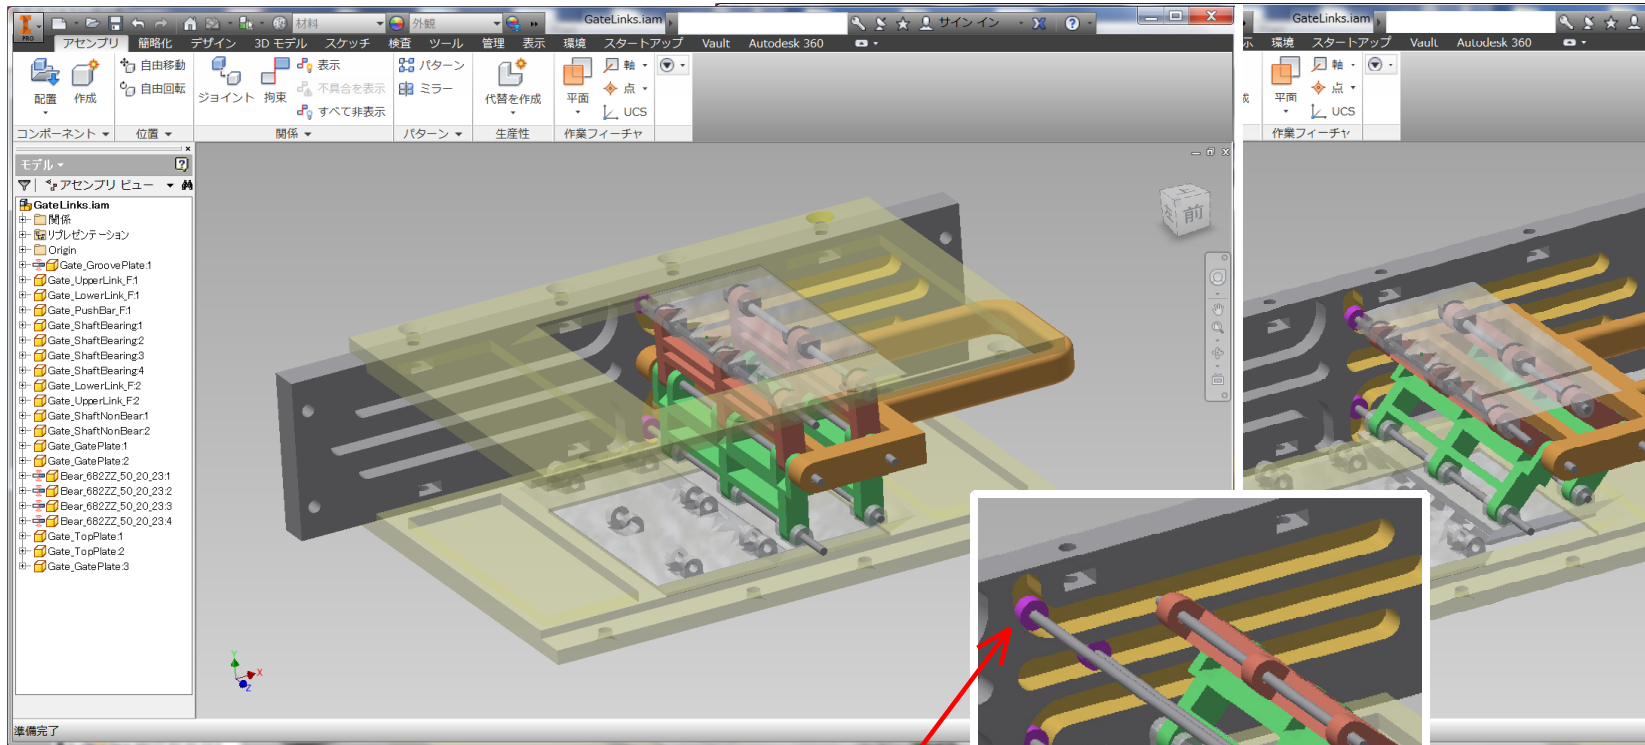 GateLinks.iam
材料
外観
サイン イン
PRO
アセンブリ 簡略化 デザイン 3D モデル スケッチ 検査 ツール 管理 表示 環境 スタートアップ Vault Autodesk 360
配置
作成
自由移動
自由回転
ジョイント
拘束
表示
不具合を表示
すべて非表示
パターン
ミラー
代替を作成
平面
軸
点
UCS
コンポーネント
位置
関係
パターン
生産性
作業フィーチャ
モデル
アセンブリ ビュー
GateLinks.iam
関係
リプレゼンテーション
Origin
Gate_GroovePlate:1
Gate_UpperLink_F:1
Gate_LowerLink_F:1
Gate_PushBar_F:1
Gate_ShaftBearing:1
Gate_ShaftBearing:2
Gate_ShaftBearing:3
Gate_ShaftBearing:4
Gate_LowerLink_F:2
Gate_UpperLink_F:2
Gate_ShaftNonBear:1
Gate_ShaftNonBear:2
Gate_GatePlate:1
Gate_GatePlate:2
Bear_682ZZ_50_20_23:1
Bear_682ZZ_50_20_23:2
Bear_682ZZ_50_20_23:3
Bear_682ZZ_50_20_23:4
Gate_TopPlate:1
Gate_TopPlate:2
Gate_GatePlate:3
上
左
前
Y
X
Z
準備完了
GateLinks.iam
環境 スタートアップ Vault Autodesk 360
平面
軸
点
UCS
作業フィーチャ